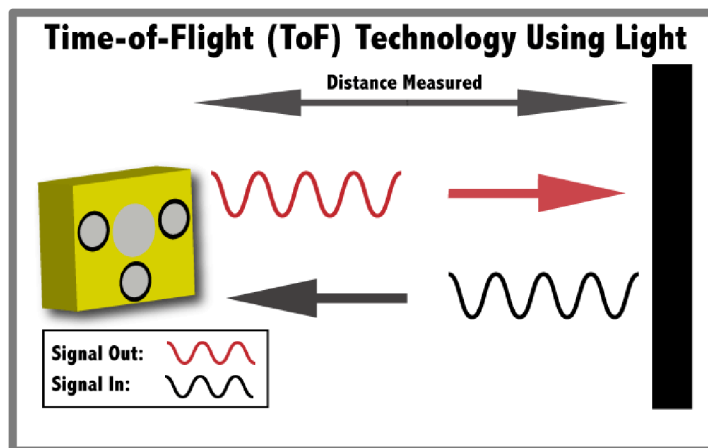 Time-of-Flight (ToF) Technology Using Light
Distance Measured
Signal Out:
Signal In: